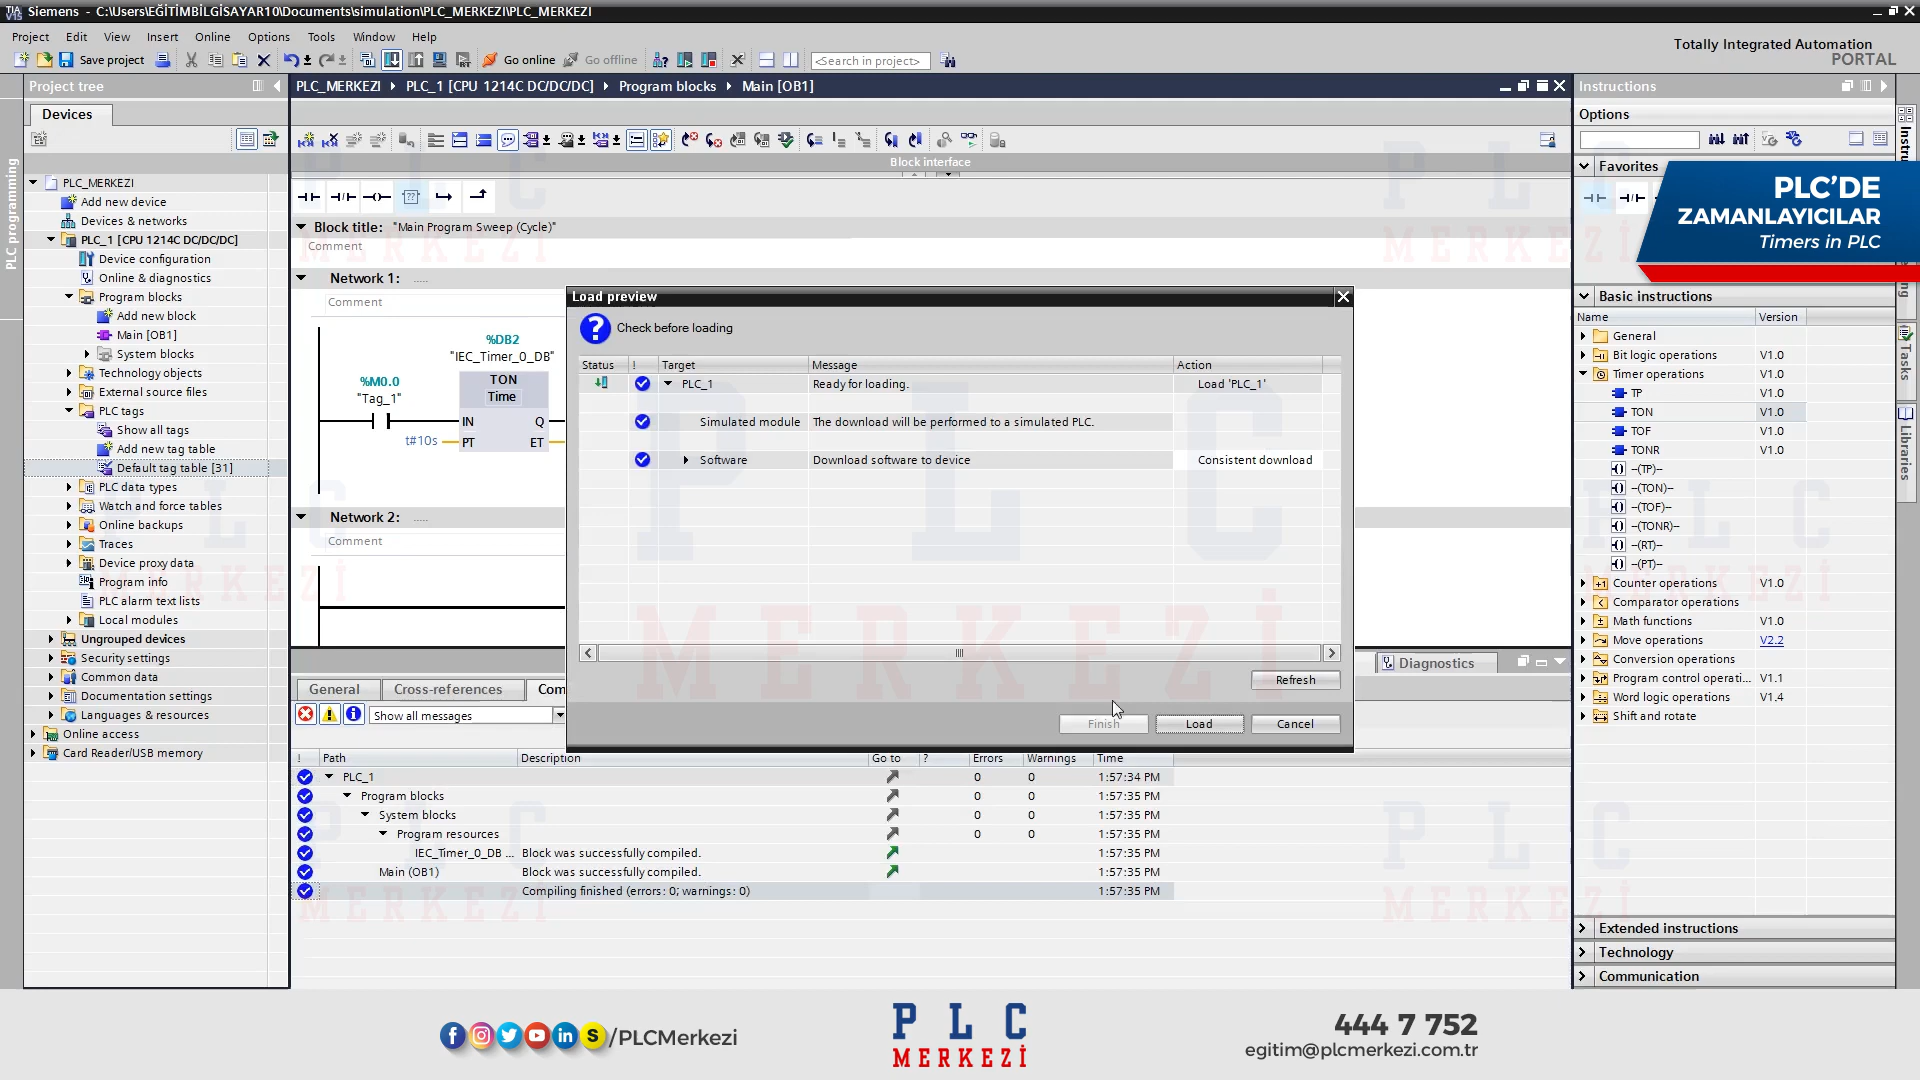 Siemens - C:\Users\EĞİTİMBİLGİSAYAR10\Documents\simulation\PLC_MERKEZI\PLC_MERKEZI
Project Edit View Insert Online Options Tools Window Help
Totally Integrated Automation
PORTAL
Save project
Go online
Go offline
<Search in project>
Project tree
PLC_MERKEZI
PLC_1 [CPU 1214C DC/DC/DC]
Program blocks
Main [OB1]
Instructions
Devices
Options
PLC programming
Block interface
PLC_MERKEZI
Add new device
Devices & networks
PLC_1 [CPU 1214C DC/DC/DC]
Device configuration
Online & diagnostics
Program blocks
Add new block
Main [OB1]
System blocks
Technology objects
External source files
PLC tags
Show all tags
Add new tag table
Default tag table [31]
PLC data types
Watch and force tables
Online backups
Traces
Device proxy data
Program info
PLC alarm text lists
Local modules
Ungrouped devices
Security settings
Common data
Documentation settings
Languages & resources
Online access
Card Reader/USB memory
Block title: "Main Program Sweep (Cycle)"
Comment
Network 1: .....
Comment
%DB2
"IEC_Timer_0_DB"
TON
Time
%M0.0
"Tag_1"
IN Q
t#10s PT ET
Network 2: .....
Comment
Load preview
Check before loading
Status ! Target Message Action
PLC_1 Ready for loading. Load 'PLC_1'
Simulated module The download will be performed to a simulated PLC.
Software Download software to device Consistent download
Refresh
Finish Load Cancel
Diagnostics
General Cross-references Com
Show all messages
! Path Description Go to ? Errors Warnings Time
PLC_1 0 0 1:57:34 PM
Program blocks 0 0 1:57:35 PM
System blocks 0 0 1:57:35 PM
Program resources 0 0 1:57:35 PM
IEC_Timer_0_DB ... Block was successfully compiled. 1:57:35 PM
Main (OB1) Block was successfully compiled. 1:57:35 PM
Compiling finished (errors: 0; warnings: 0) 1:57:35 PM
Favorites
PLC'DE
ZAMANLAYICILAR
Timers in PLC
Basic instructions
Name Version
General
Bit logic operations V1.0
Timer operations V1.0
TP V1.0
TON V1.0
TOF V1.0
TONR V1.0
–(TP)–
–(TON)–
–(TOF)–
–(TONR)–
–(RT)–
–(PT)–
Counter operations V1.0
Comparator operations
Math functions V1.0
Move operations V2.2
Conversion operations
Program control operati... V1.1
Word logic operations V1.4
Shift and rotate
Extended instructions
Technology
Communication
Tasks
Libraries
PLC
MERKEZİ
/PLCMerkezi
PLC
MERKEZİ
444 7 752
egitim@plcmerkezi.com.tr